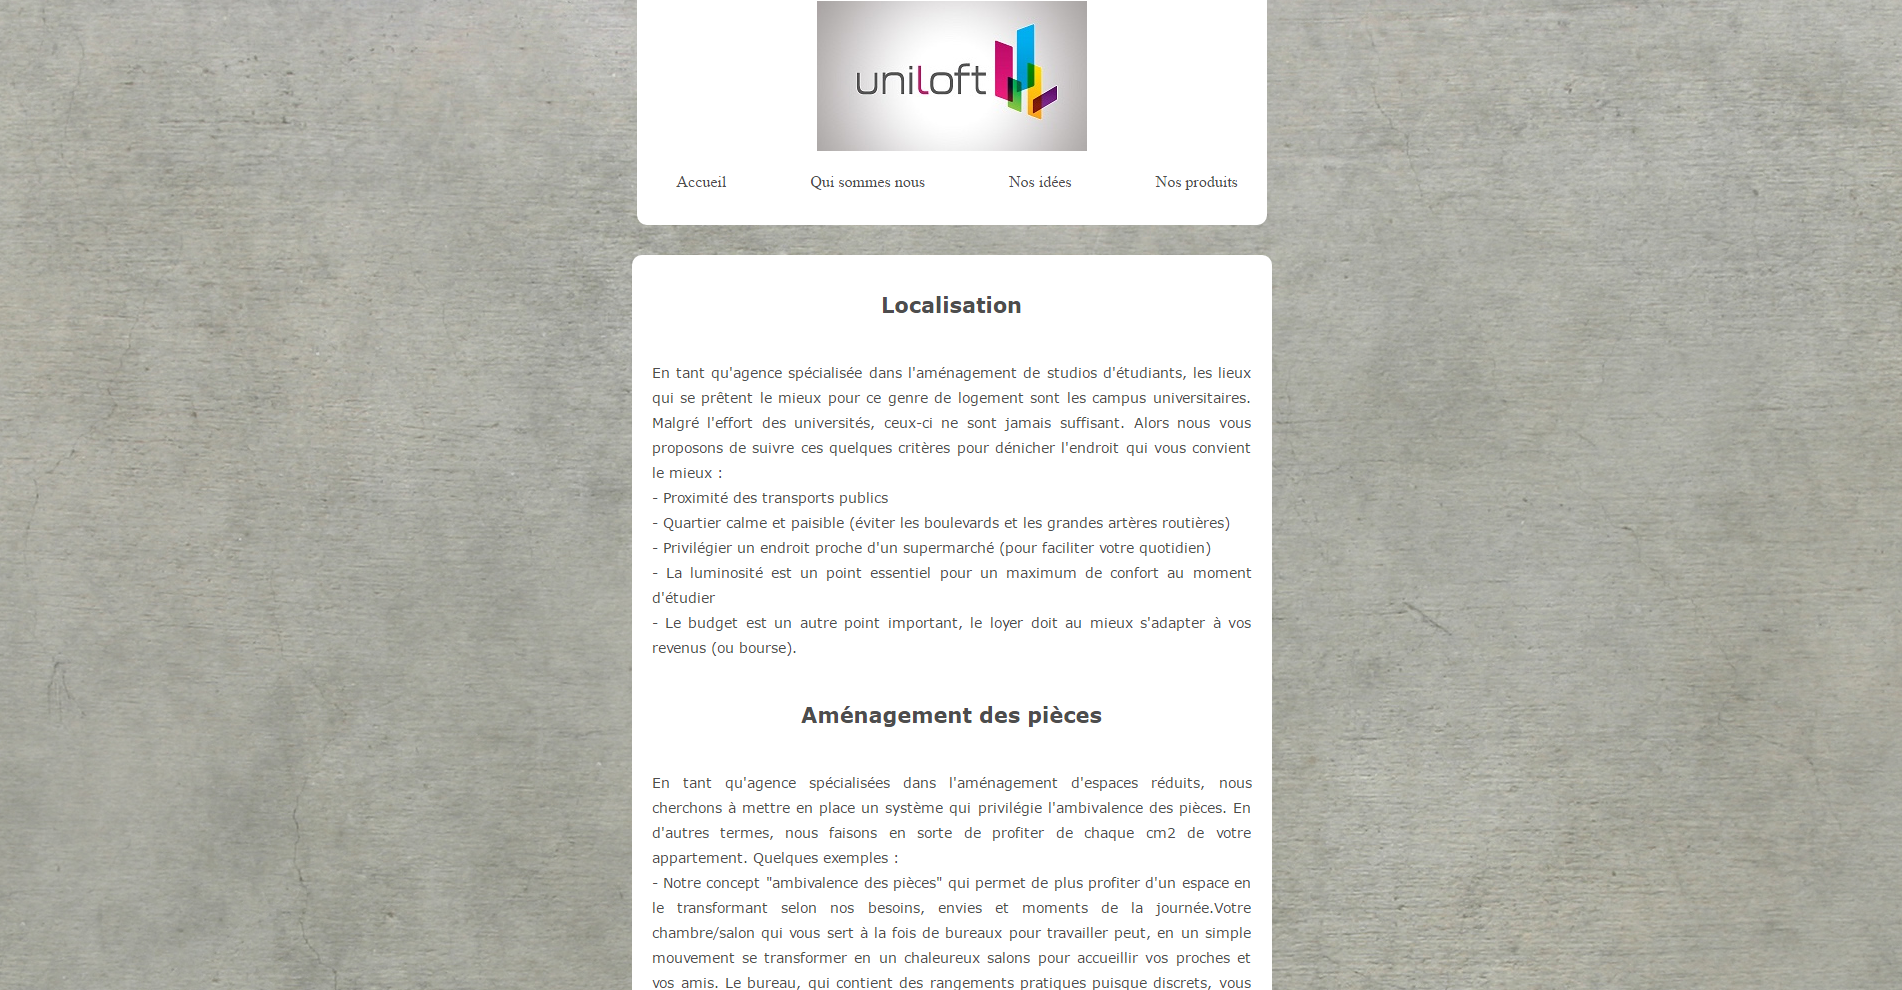 uniloft
Accueil Qui sommes nous Nos idées Nos produits
Localisation
En tant qu'agence spécialisée dans l'aménagement de studios d'étudiants, les lieux
qui se prêtent le mieux pour ce genre de logement sont les campus universitaires.
Malgré l'effort des universités, ceux-ci ne sont jamais suffisant. Alors nous vous
proposons de suivre ces quelques critères pour dénicher l'endroit qui vous convient
le mieux :
- Proximité des transports publics
- Quartier calme et paisible (éviter les boulevards et les grandes artères routières)
- Privilégier un endroit proche d'un supermarché (pour faciliter votre quotidien)
- La luminosité est un point essentiel pour un maximum de confort au moment
d'étudier
- Le budget est un autre point important, le loyer doit au mieux s'adapter à vos
revenus (ou bourse).
Aménagement des pièces
En tant qu'agence spécialisées dans l'aménagement d'espaces réduits, nous
cherchons à mettre en place un système qui privilégie l'ambivalence des pièces. En
d'autres termes, nous faisons en sorte de profiter de chaque cm2 de votre
appartement. Quelques exemples :
- Notre concept "ambivalence des pièces" qui permet de plus profiter d'un espace en
le transformant selon nos besoins, envies et moments de la journée.Votre
chambre/salon qui vous sert à la fois de bureaux pour travailler peut, en un simple
mouvement se transformer en un chaleureux salons pour accueillir vos proches et
vos amis. Le bureau, qui contient des rangements pratiques puisque discrets, vous